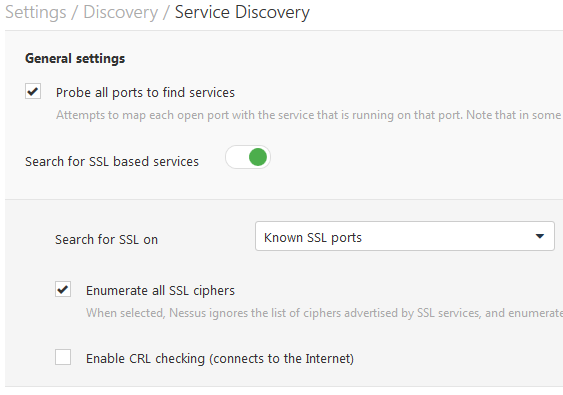 Settings / Discovery / Service Discovery
General settings
Probe all ports to find services
Attempts to map each open port with the service that is running on that port. Note that in some
Search for SSL based services
Search for SSL on
Known SSL ports
Enumerate all SSL ciphers
When selected, Nessus ignores the list of ciphers advertised by SSL services, and enumerate
Enable CRL checking (connects to the Internet)